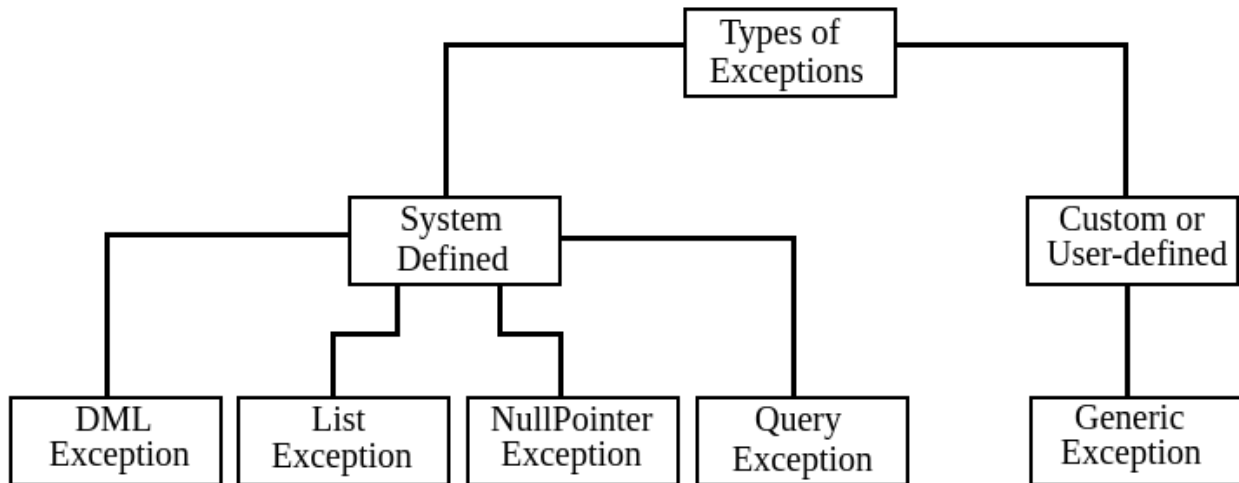 Types of
Exceptions
System
Defined
Custom or
User-defined
DML
Exception
List
Exception
NullPointer
Exception
Query
Exception
Generic
Exception